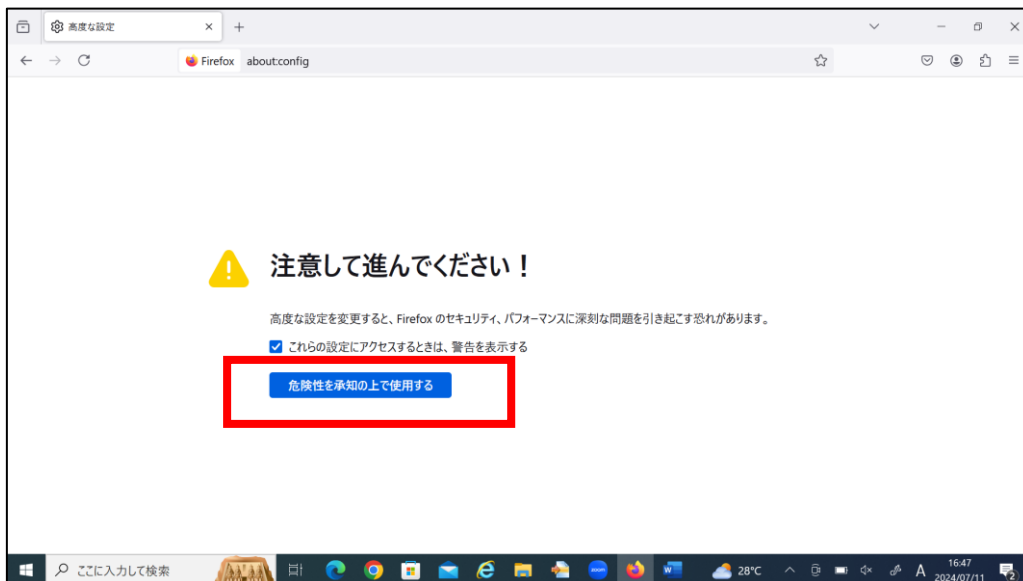 高度な設定
Firefox about:config
注意して進んでください！
高度な設定を変更すると、Firefox のセキュリティ、パフォーマンスに深刻な問題を引き起こす恐れがあります。
これらの設定にアクセスするときは、警告を表示する
危険性を承知の上で使用する
ここに入力して検索
zoom
W
28°C
A
16:47
2024/07/11
2